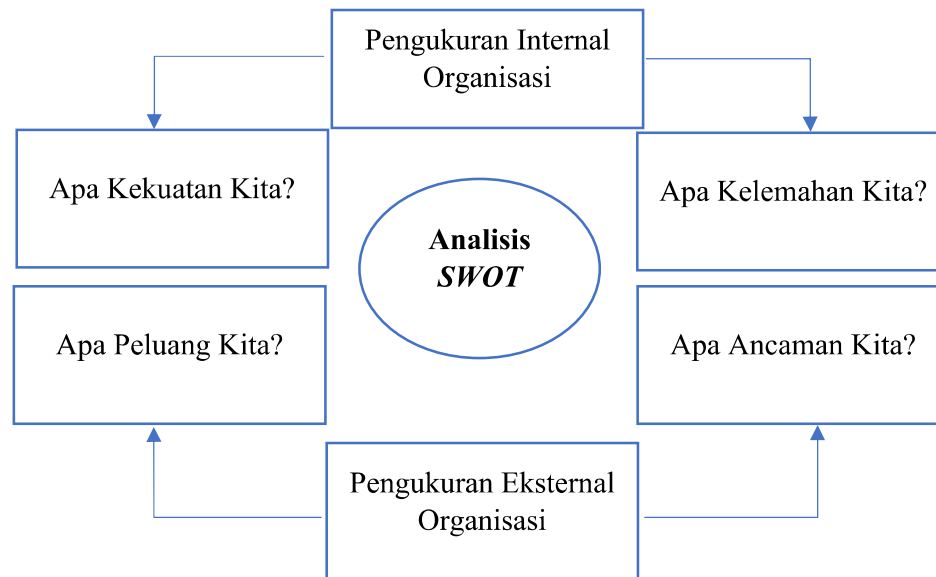 Pengukuran Internal
Organisasi
Apa Kekuatan Kita?
Apa Kelemahan Kita?
Analisis
SWOT
Apa Peluang Kita?
Apa Ancaman Kita?
Pengukuran Eksternal
Organisasi